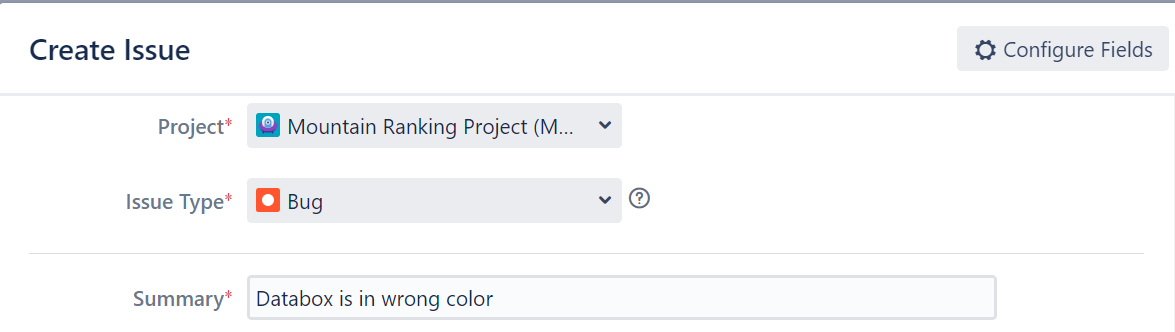 Create Issue
Configure Fields
Project*
Mountain Ranking Project (M...
Issue Type*
Bug
Summary*
Databox is in wrong color